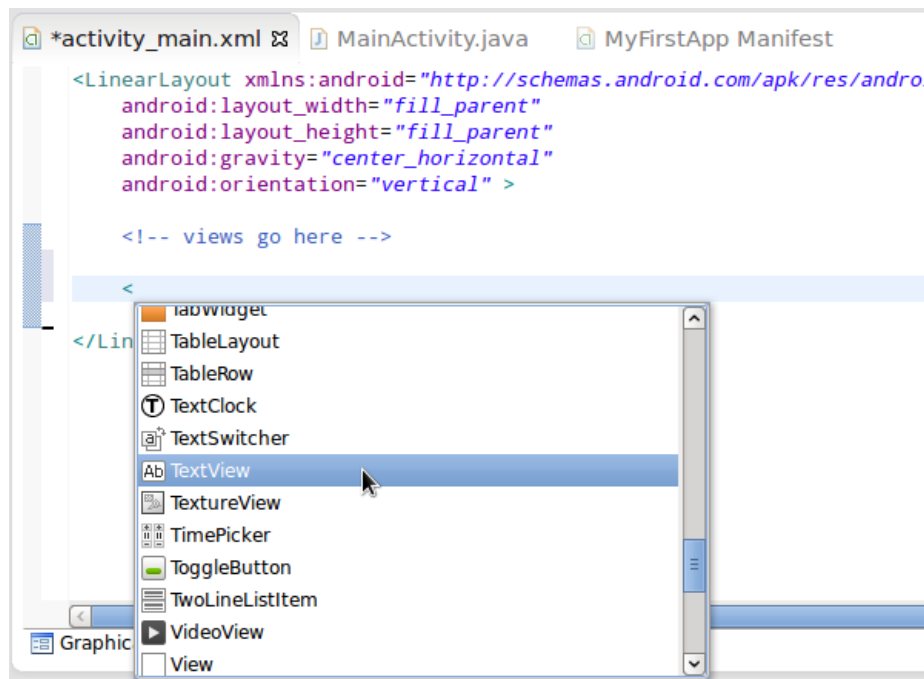 *activity_main.xml MainActivity.java MyFirstApp Manifest
<LinearLayout xmlns:android="http://schemas.android.com/apk/res/andro
android:layout_width="fill_parent"
android:layout_height="fill_parent"
android:gravity="center_horizontal"
android:orientation="vertical" >
<!-- views go here -->
<
TabWidget
</Lin
TableLayout
TableRow
TextClock
TextSwitcher
Ab TextView
TextureView
TimePicker
ToggleButton
TwoLineListItem
VideoView
Graphic
View